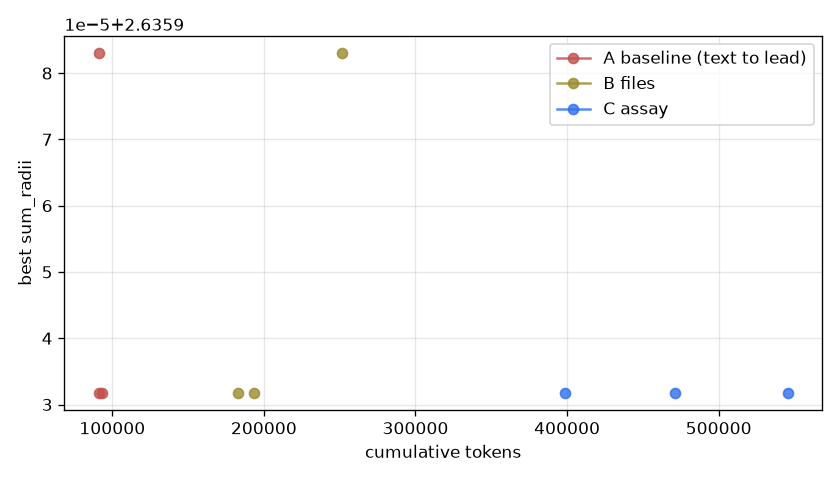 1e−5+2.6359
8
7
6
5
4
3
best sum_radii
A baseline (text to lead)
B files
C assay
100000
200000
300000
400000
500000
cumulative tokens